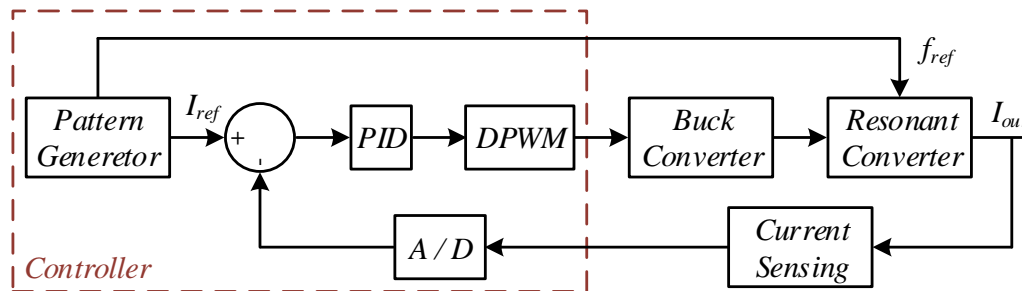 f_ref
Pattern
Generetor
I_ref
+
-
PID
DPWM
Buck
Converter
Resonant
Converter
I_ou
A / D
Current
Sensing
Controller